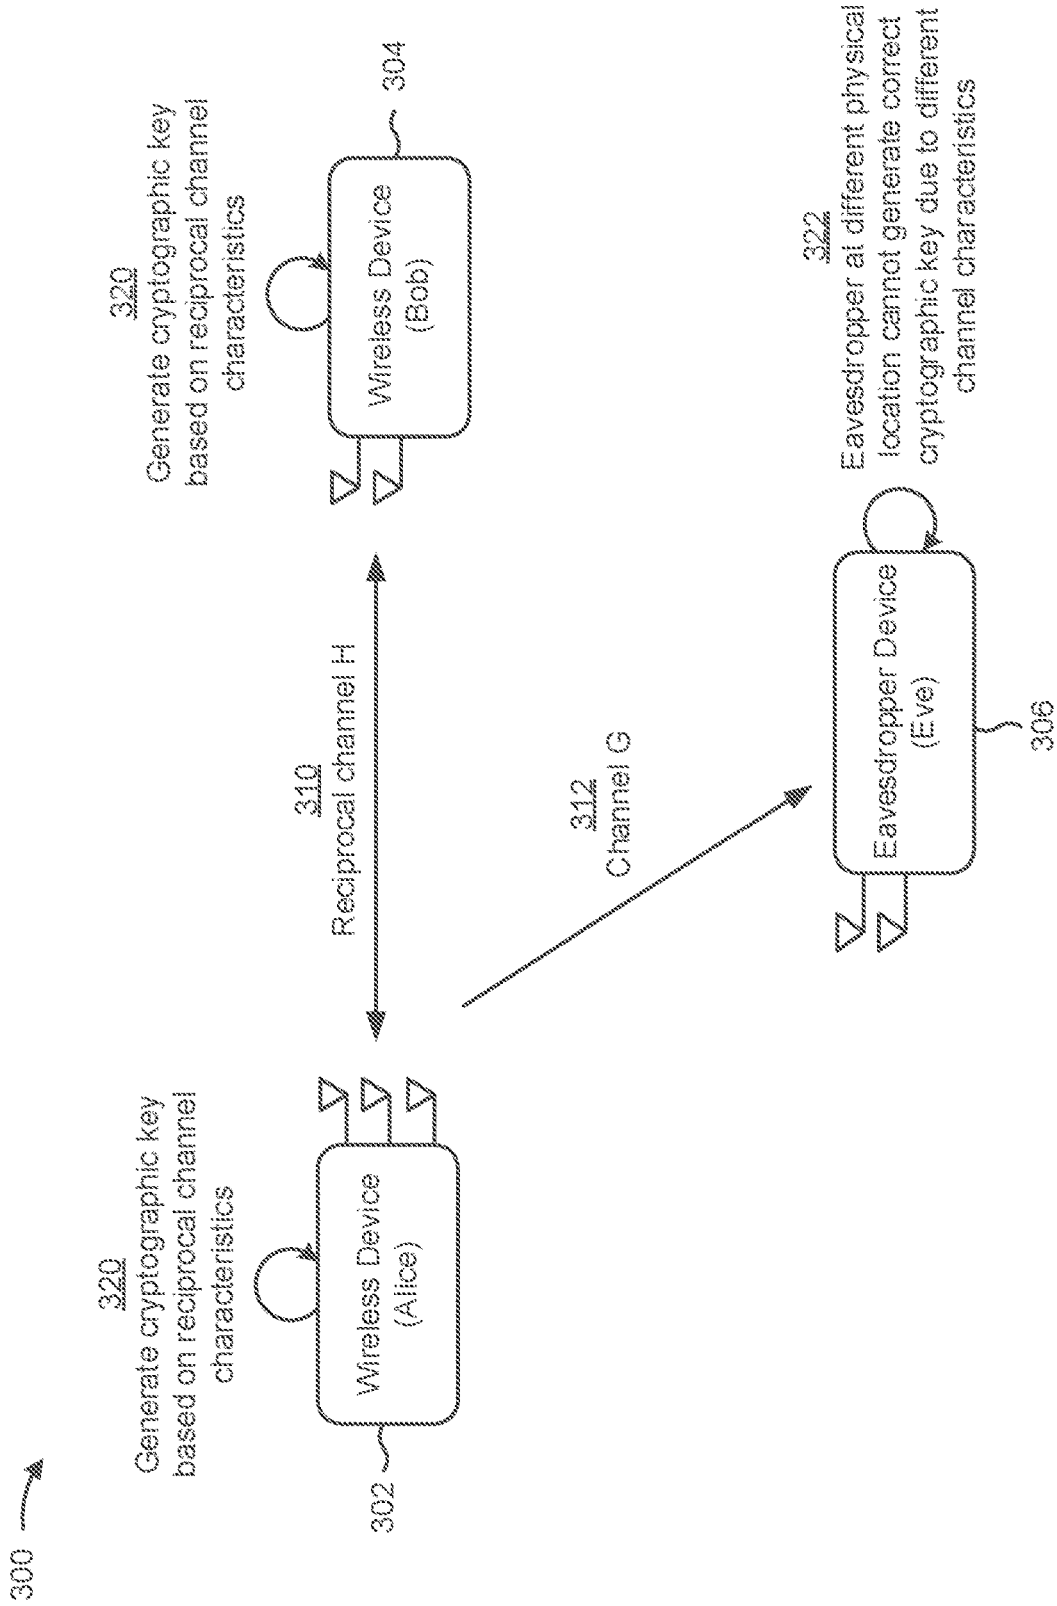 300
320
Generate cryptographic key
based on reciprocal channel
characteristics
302
Wireless Device
(Alice)
310
Reciprocal channel H
312
Channel G
320
Generate cryptographic key
based on reciprocal channel
characteristics
Wireless Device
(Bob)
304
Eavesdropper Device
(Eve)
306
322
Eavesdropper at different physical
location cannot generate correct
cryptographic key due to different
channel characteristics